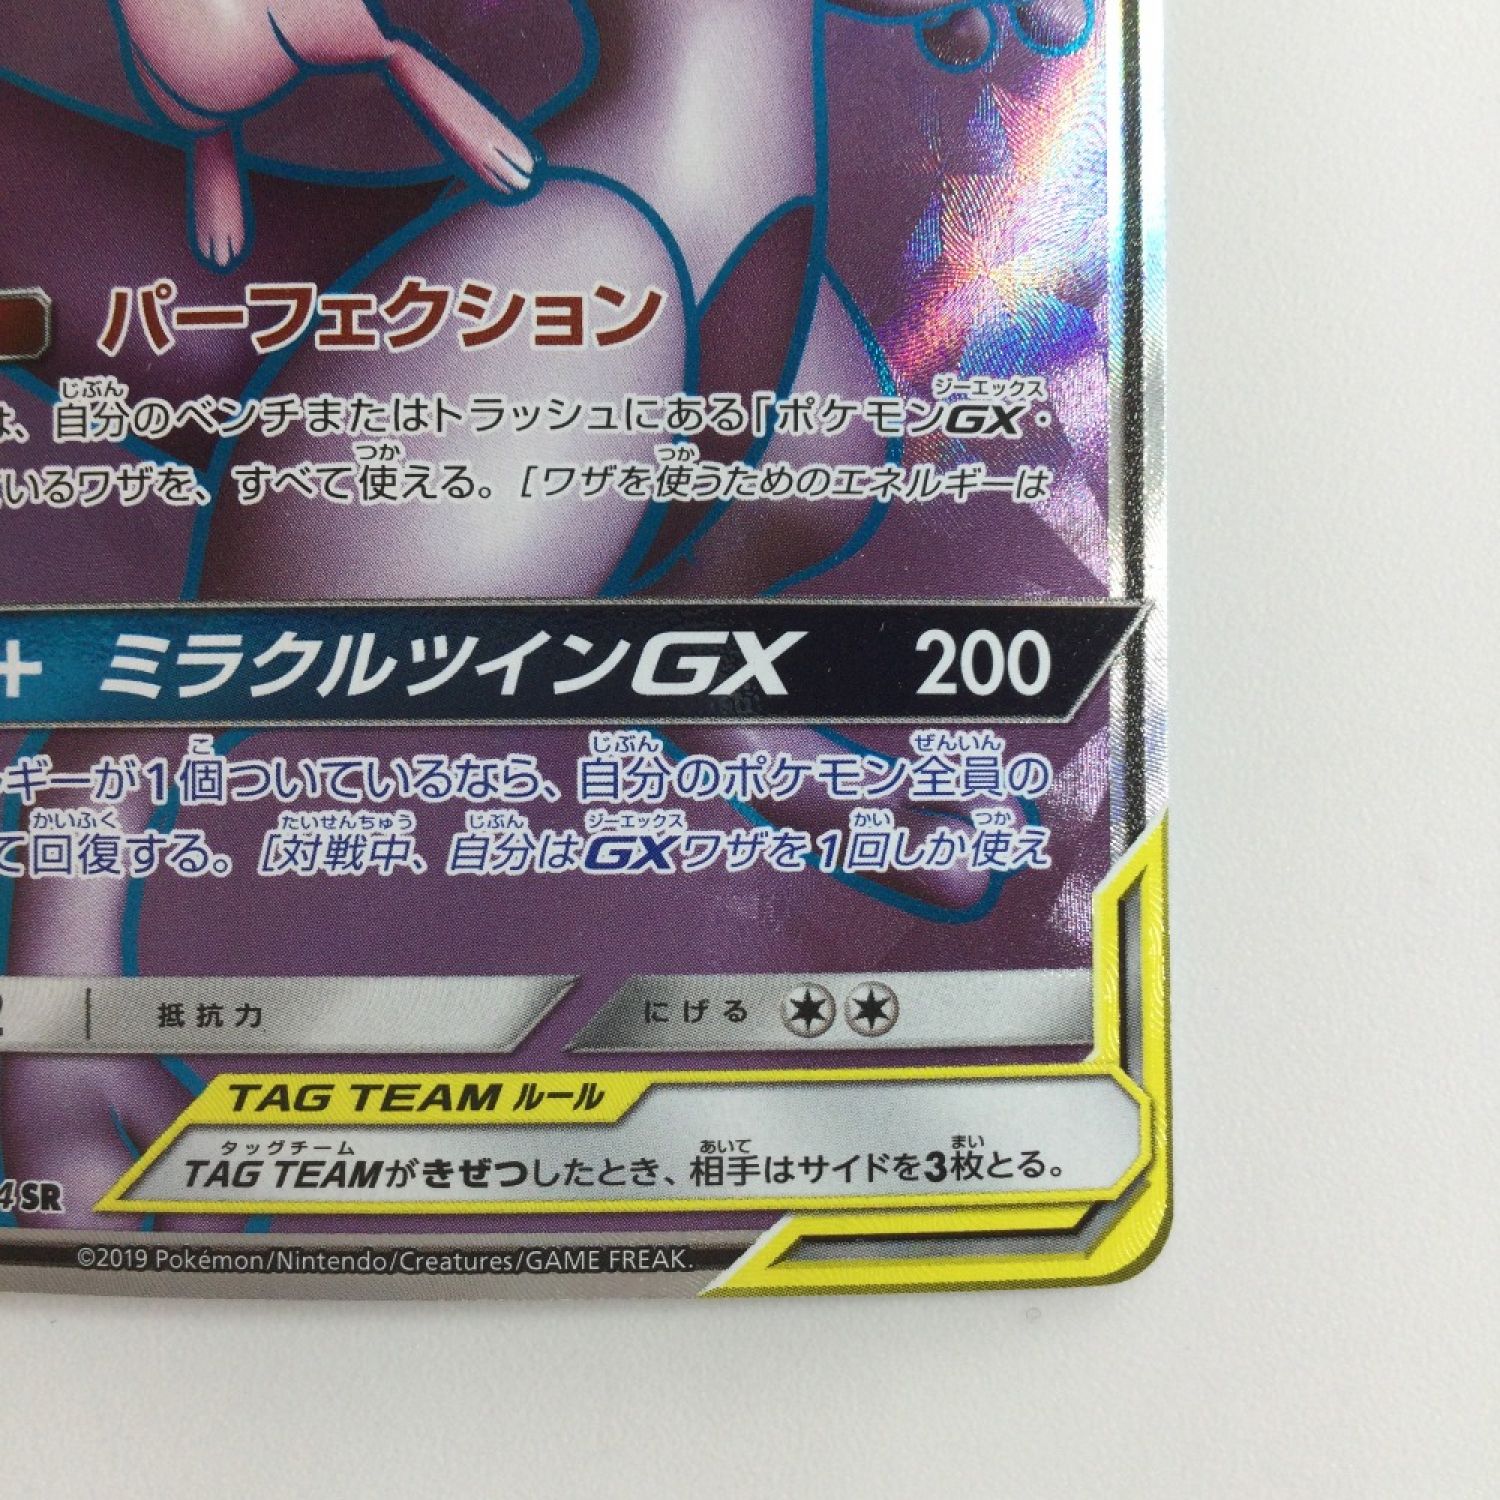 パーフェクション
じぶん ジーエックス
は、自分のベンチまたはトラッシュにある「ポケモンGX・
つか つか
いるワザを、すべて使える。[ワザを使うためのエネルギーは
+ ミラクルツインGX 200
こ じぶん ぜんいん
ギーが1個ついているなら、自分のポケモン全員の
かいふく たいせんちゅう じぶん ジーエックス かい つか
て回復する。[対戦中、自分はGXワザを1回しか使え
抵抗力 にげる
TAG TEAM ルール
タッグチーム あいて まい
TAG TEAMがきぜつしたとき、相手はサイドを3枚とる。
4 SR
©2019 Pokémon/Nintendo/Creatures/GAME FREAK.